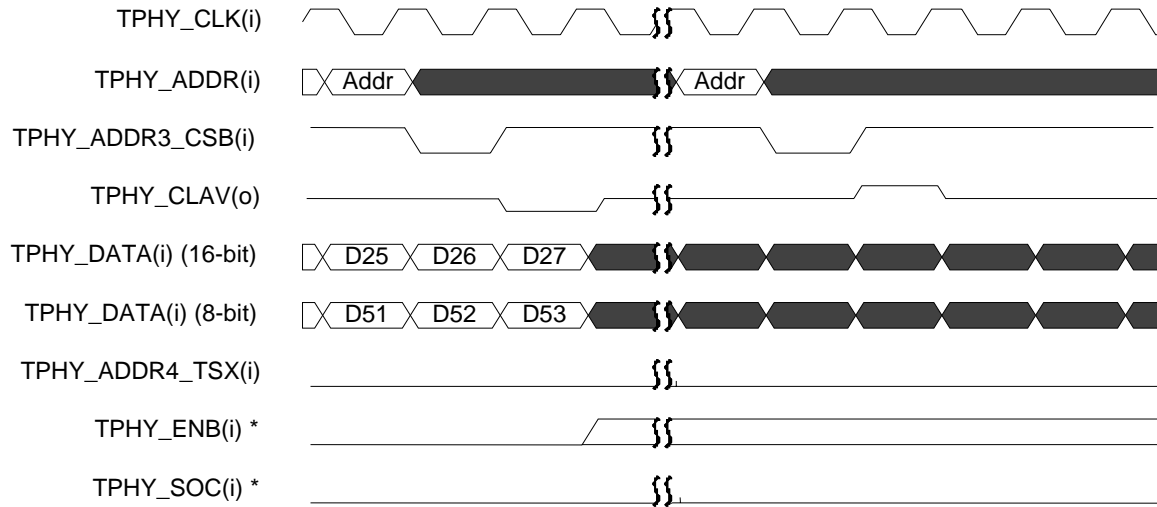 TPHY_CLK(i)
TPHY_ADDR(i) Addr Addr
TPHY_ADDR3_CSB(i)
TPHY_CLAV(o)
TPHY_DATA(i) (16-bit) D25 D26 D27
TPHY_DATA(i) (8-bit) D51 D52 D53
TPHY_ADDR4_TSX(i)
TPHY_ENB(i) *
TPHY_SOC(i) *